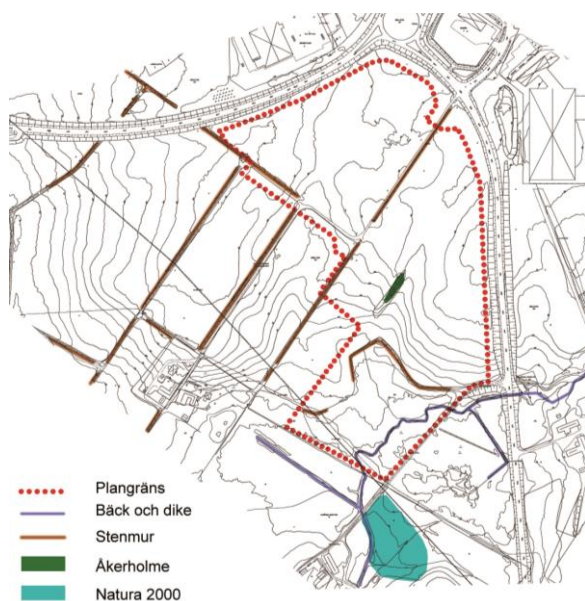 Plangräns
Bäck och dike
Stenmur
Åkerholme
Natura 2000